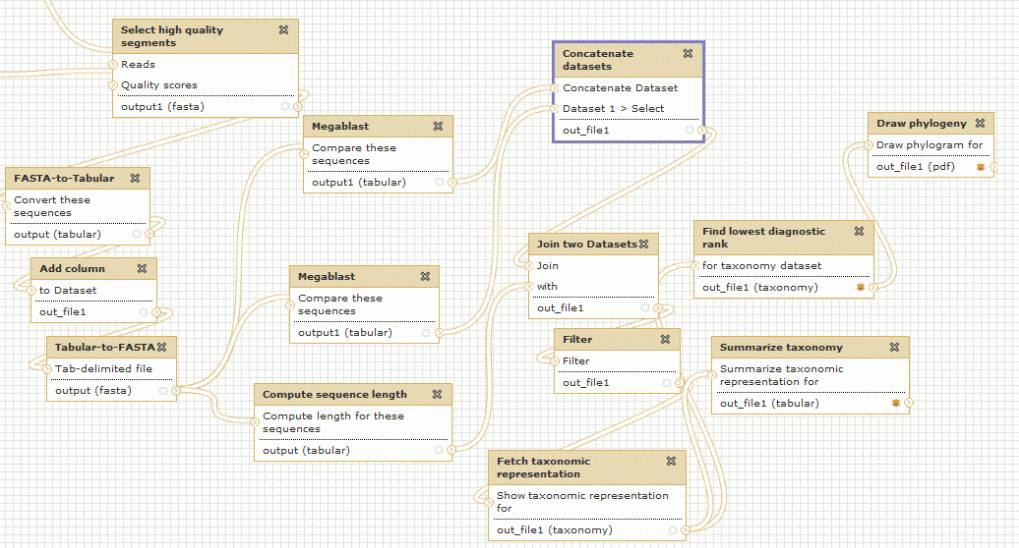 Select high quality
segments
Reads
Quality scores
output1 (fasta)
FASTA-to-Tabular
Convert these
sequences
output (tabular)
Add column
to Dataset
out_file1
Tabular-to-FASTA
Tab-delimited file
output (fasta)
Megablast
Compare these
sequences
output1 (tabular)
Megablast
Compare these
sequences
output1 (tabular)
Compute sequence length
Compute length for these
sequences
output (tabular)
Concatenate
datasets
Concatenate Dataset
Dataset 1 > Select
out_file1
Join two Datasets
Join
with
out_file1
Filter
Filter
out_file1
Fetch taxonomic
representation
Show taxonomic representation
for
out_file1 (taxonomy)
Find lowest diagnostic
rank
for taxonomy dataset
out_file1 (taxonomy)
Summarize taxonomy
Summarize taxonomic
representation for
out_file1 (tabular)
Draw phylogeny
Draw phylogram for
out_file1 (pdf)